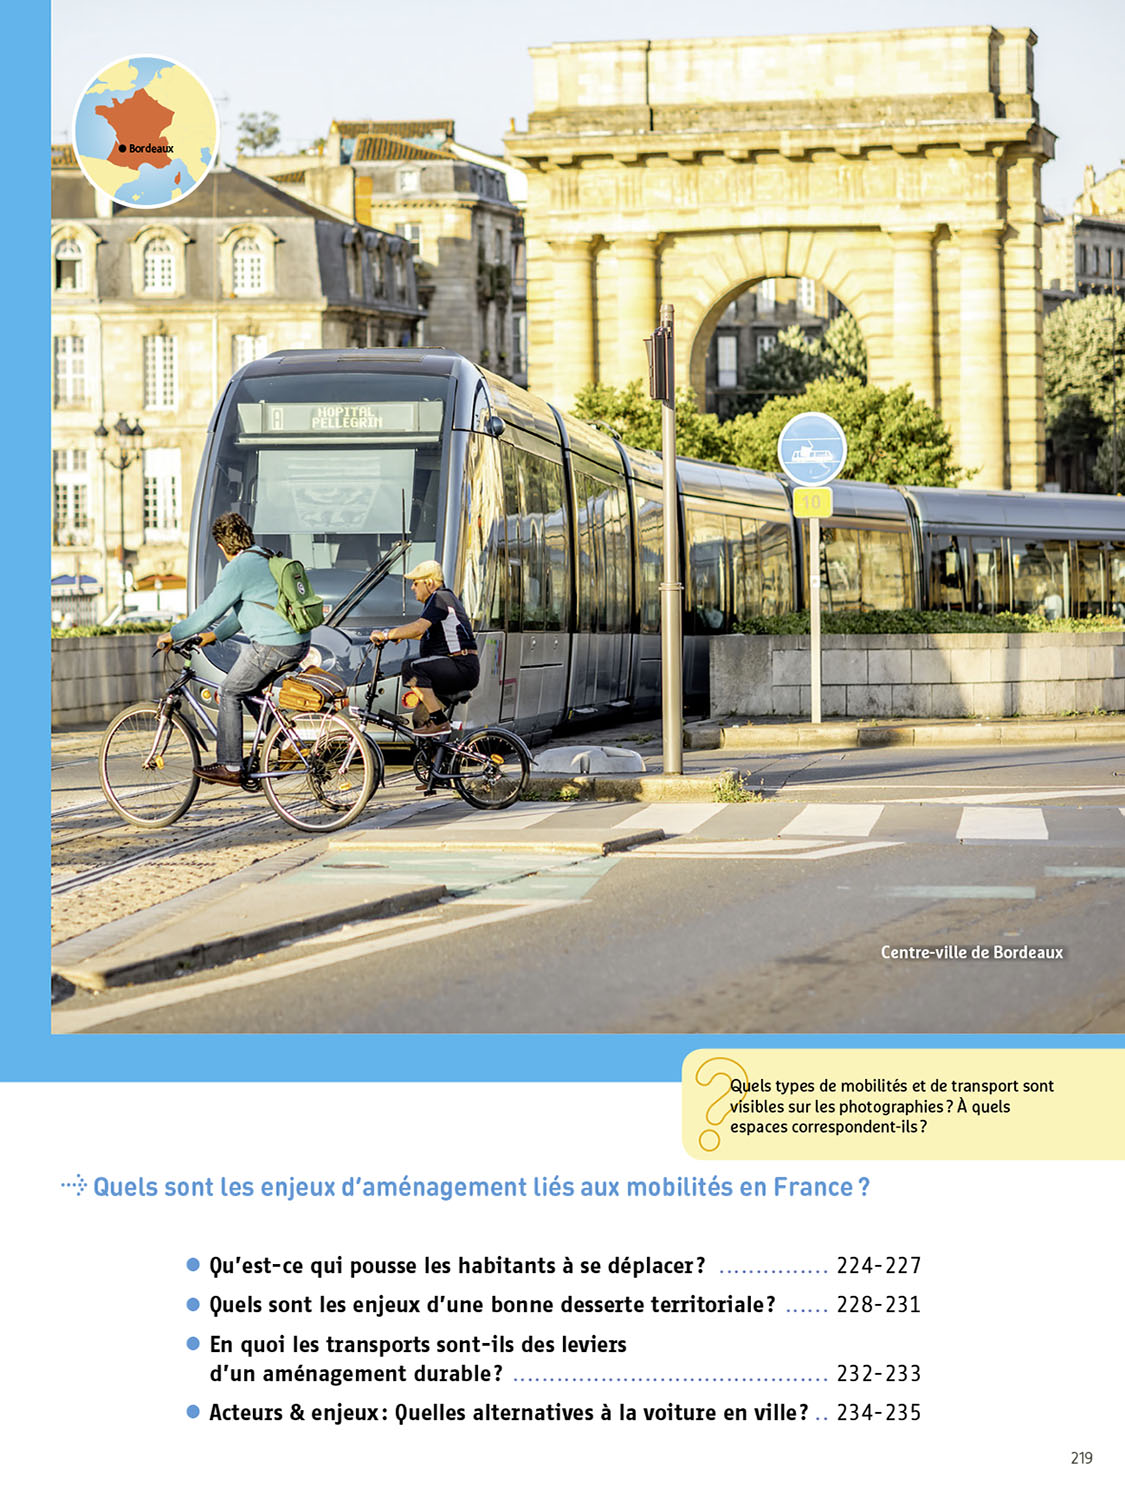 Bordeaux
A
HOPITAL
PELLEGRIN
10
Centre-ville de Bordeaux
Quels types de mobilités et de transport sont
visibles sur les photographies ? À quels
espaces correspondent-ils ?
Quels sont les enjeux d’aménagement liés aux mobilités en France ?
● Qu’est-ce qui pousse les habitants à se déplacer ? ............... 224-227
● Quels sont les enjeux d’une bonne desserte territoriale ? ...... 228-231
● En quoi les transports sont-ils des leviers
d’un aménagement durable ? ........................................... 232-233
● Acteurs & enjeux : Quelles alternatives à la voiture en ville ? .. 234-235
219